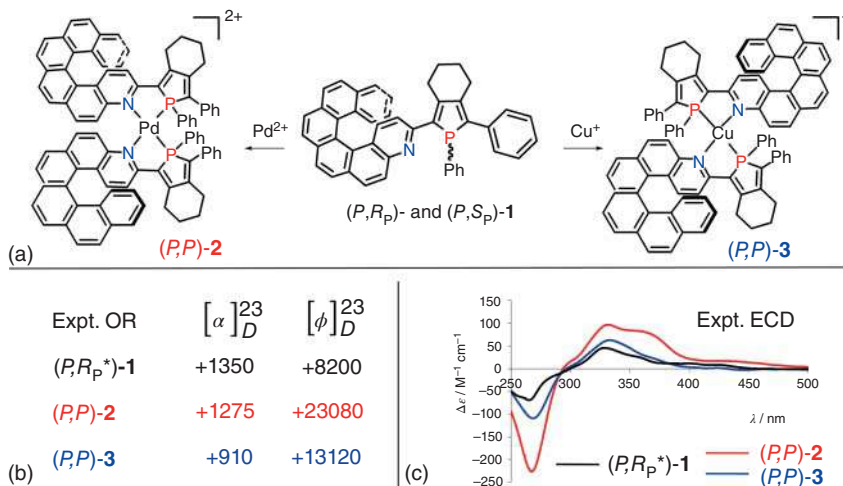 ]2+
]
N
P
Ph
Ph
Pd
N
P
Ph
Ph
Pd2+
N
P
Ph
Cu+
Ph
P
N
Ph
Cu
N
P
Ph
Ph
(a)
(P,P)-2
(P,RP)- and (P,SP)-1
(P,P)-3
Expt. OR [α]23D [ϕ]23D
(P,RP*)-1 +1350 +8200
(P,P)-2 +1275 +23080
(P,P)-3 +910 +13120
(b)
Expt. ECD
Δε / M−1 cm−1
150
100
50
0
−50
−100
−150
−200
−250
250 300 350 400 450 500
λ / nm
(P,RP*)-1
(P,P)-2
(P,P)-3
(c)